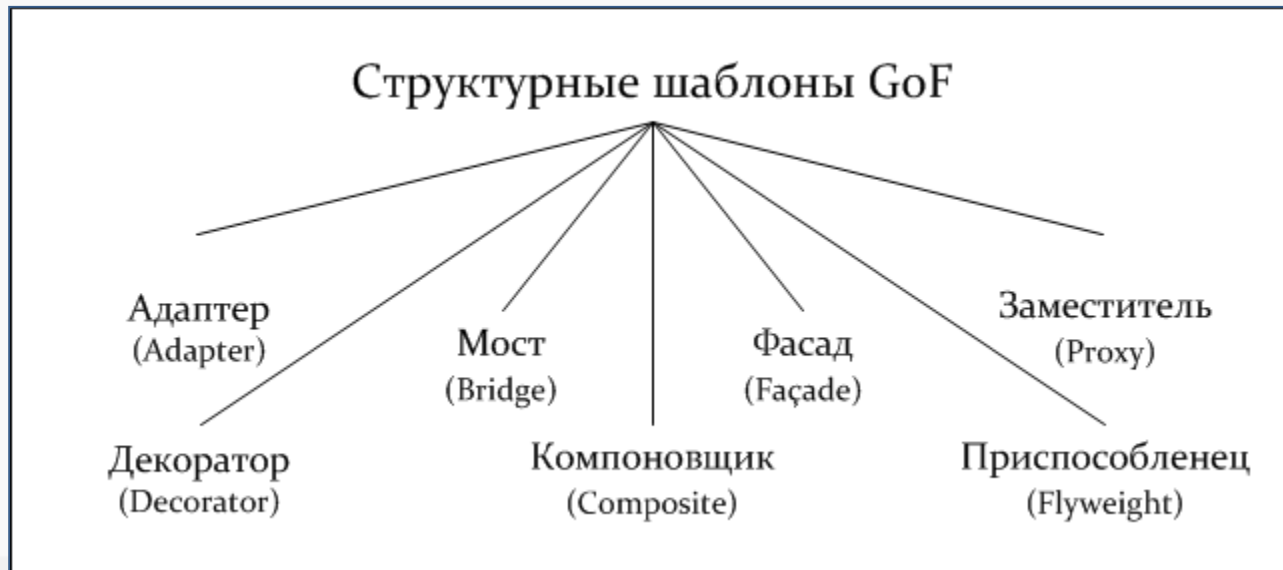 Структурные шаблоны GoF
Адаптер
(Adapter)
Мост
(Bridge)
Фасад
(Façade)
Заместитель
(Proxy)
Декоратор
(Decorator)
Компоновщик
(Composite)
Приспособленец
(Flyweight)